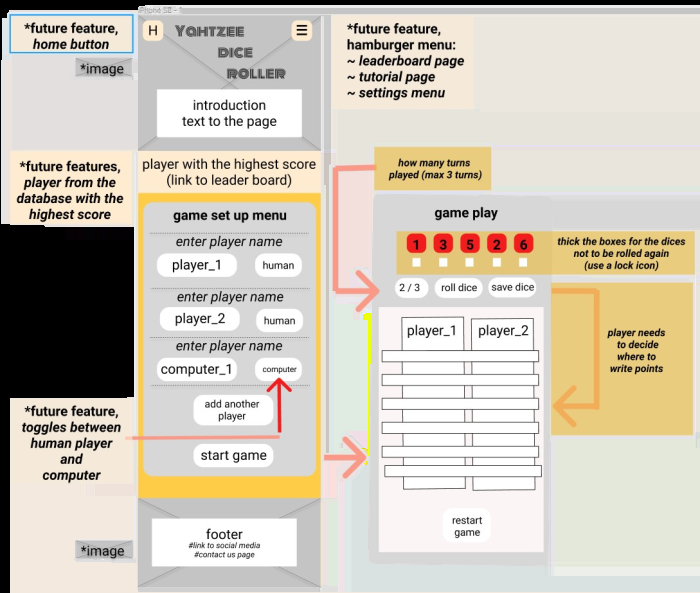 iPhone SE - 1
*future feature,
home button
*image
H
YAHTZEE
DICE
ROLLER
☰
introduction
text to the page
*future feature,
hamburger menu:
~ leaderboard page
~ tutorial page
~ settings menu
*future features,
player from the
database with the
highest score
player with the highest score
(link to leader board)
game set up menu
enter player name
player_1
human
enter player name
player_2
human
enter player name
computer_1
computer
add another
player
start game
*future feature,
toggles between
human player
and
computer
footer
#link to social media
#contact us page
*image
how many turns
played (max 3 turns)
game play
1 3 5 2 6
thick the boxes for the dices
not to be rolled again
(use a lock icon)
2 / 3
roll dice
save dice
player_1
player_2
player needs
to decide
where to
write points
restart
game